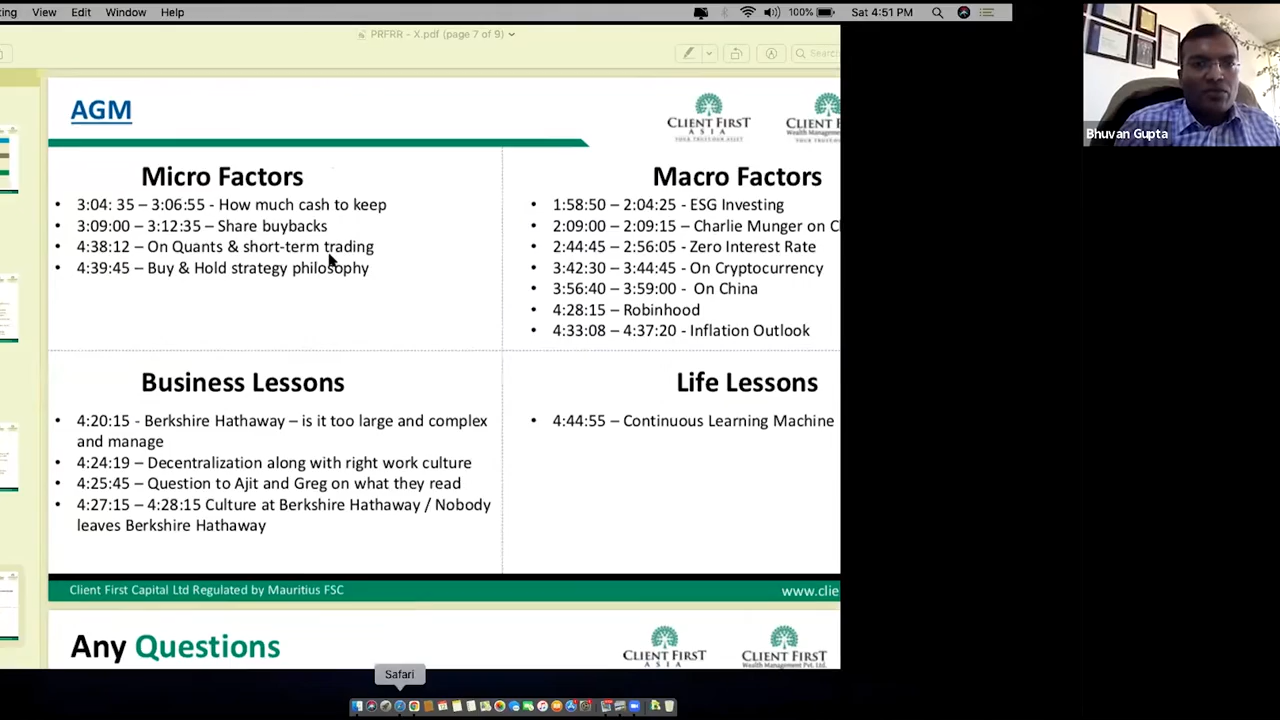 ting View Edit Window Help 100% Sat 4:51 PM
PRFRR - X.pdf (page 7 of 9)
Search
AGM
CLIENT FIRST
ASIA
YOUR TRUST OUR ASSET
CLIENT FIRST
Bhuvan Gupta
Micro Factors
• 3:04: 35 – 3:06:55 - How much cash to keep
• 3:09:00 – 3:12:35 – Share buybacks
• 4:38:12 – On Quants & short-term trading
• 4:39:45 – Buy & Hold strategy philosophy
Macro Factors
• 1:58:50 – 2:04:25 - ESG Investing
• 2:09:00 – 2:09:15 – Charlie Munger on C
• 2:44:45 – 2:56:05 - Zero Interest Rate
• 3:42:30 – 3:44:45 - On Cryptocurrency
• 3:56:40 – 3:59:00 - On China
• 4:28:15 – Robinhood
• 4:33:08 – 4:37:20 - Inflation Outlook
Business Lessons
• 4:20:15 - Berkshire Hathaway – is it too large and complex
and manage
• 4:24:19 – Decentralization along with right work culture
• 4:25:45 – Question to Ajit and Greg on what they read
• 4:27:15 – 4:28:15 Culture at Berkshire Hathaway / Nobody
leaves Berkshire Hathaway
Life Lessons
• 4:44:55 – Continuous Learning Machine
Client First Capital Ltd Regulated by Mauritius FSC
www.clie
Any Questions
CLIENT FIRST
ASIA
CLIENT FIRST
Wealth Management Pvt. Ltd.
Safari